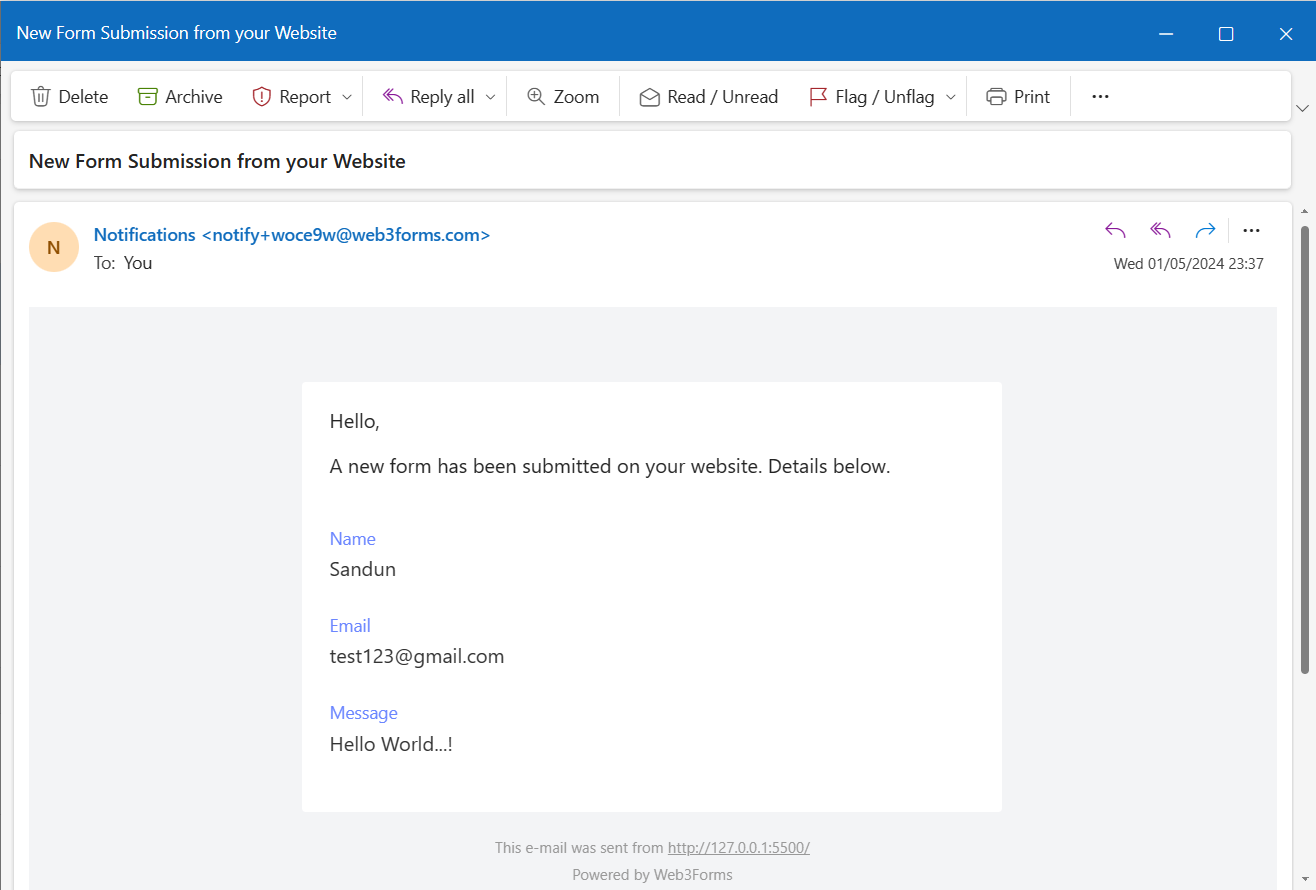 New Form Submission from your Website
Delete Archive Report Reply all Zoom Read / Unread Flag / Unflag Print
New Form Submission from your Website
N
Notifications <notify+woce9w@web3forms.com>
To: You
Wed 01/05/2024 23:37
Hello,
A new form has been submitted on your website. Details below.
Name
Sandun
Email
test123@gmail.com
Message
Hello World...!
This e-mail was sent from http://127.0.0.1:5500/
Powered by Web3Forms